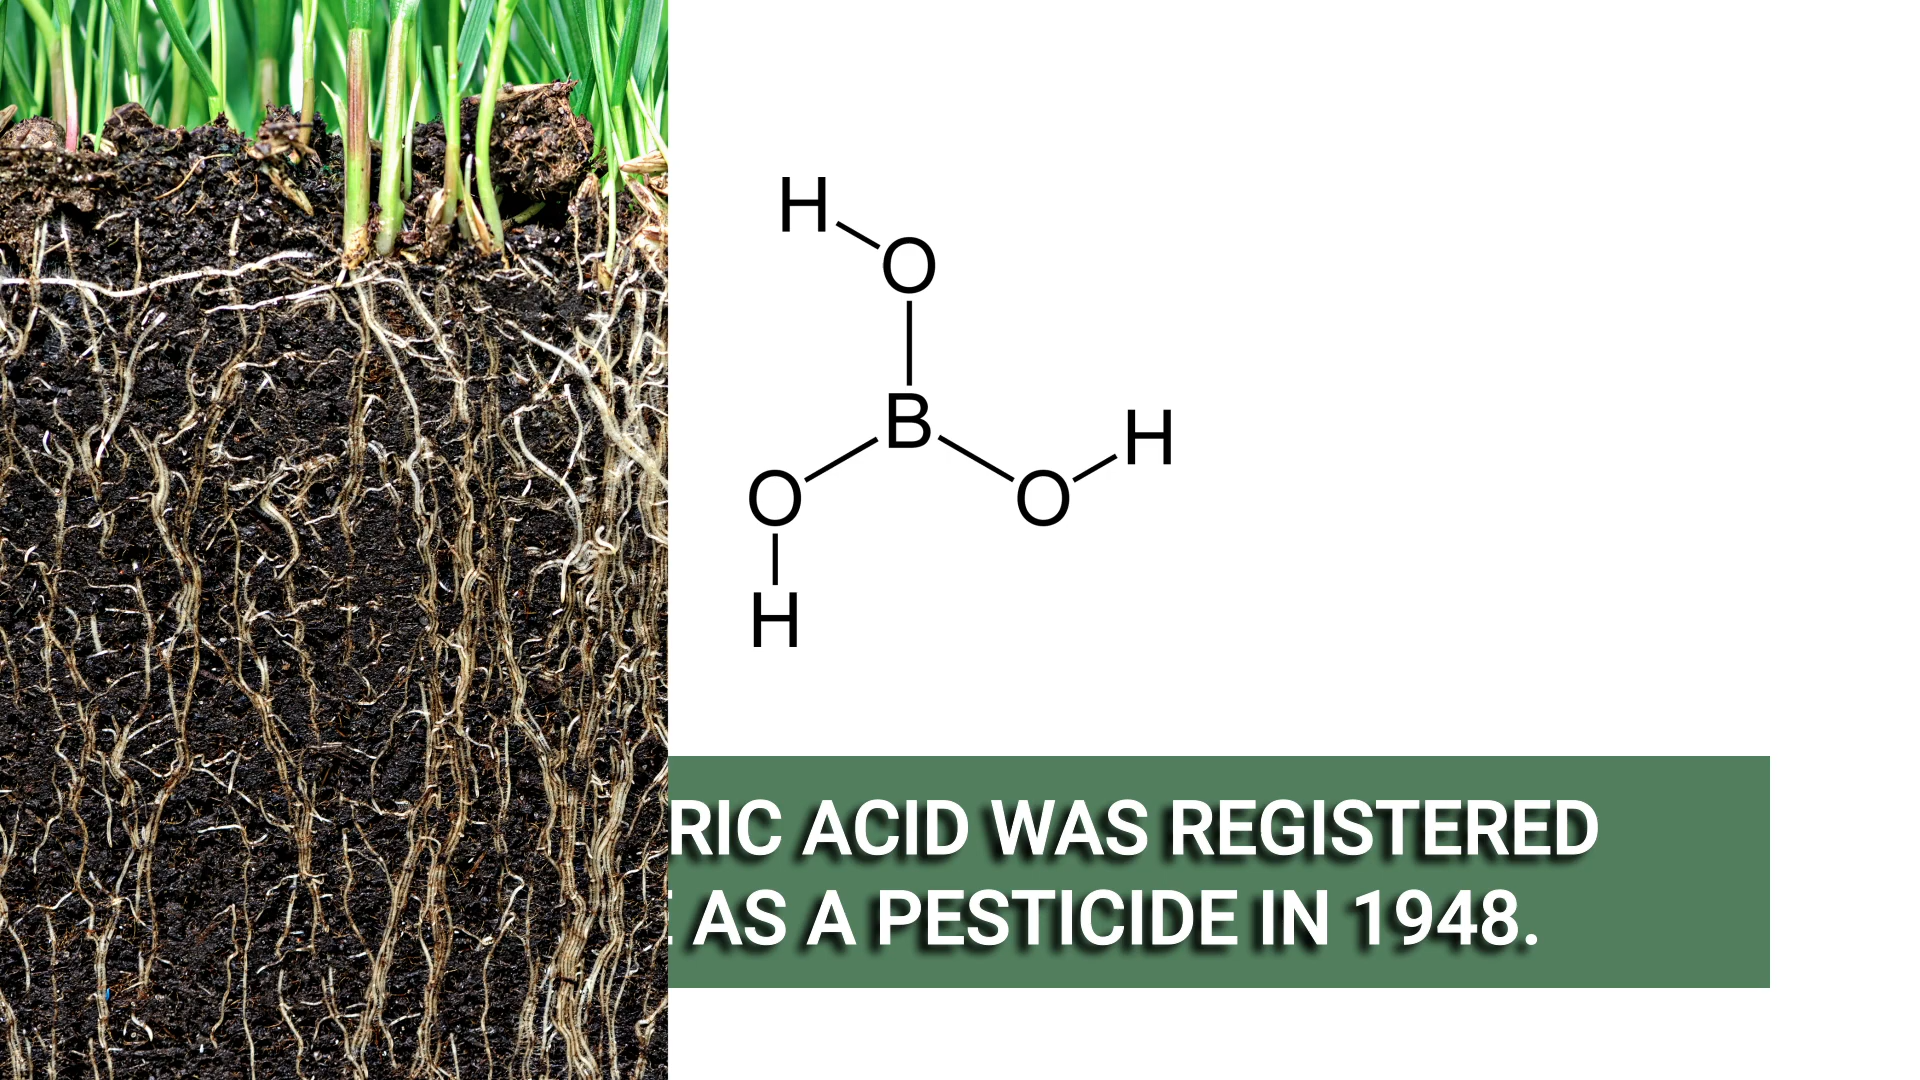 H
O
B
H
O
O
H
RIC ACID WAS REGISTERED
AS A PESTICIDE IN 1948.